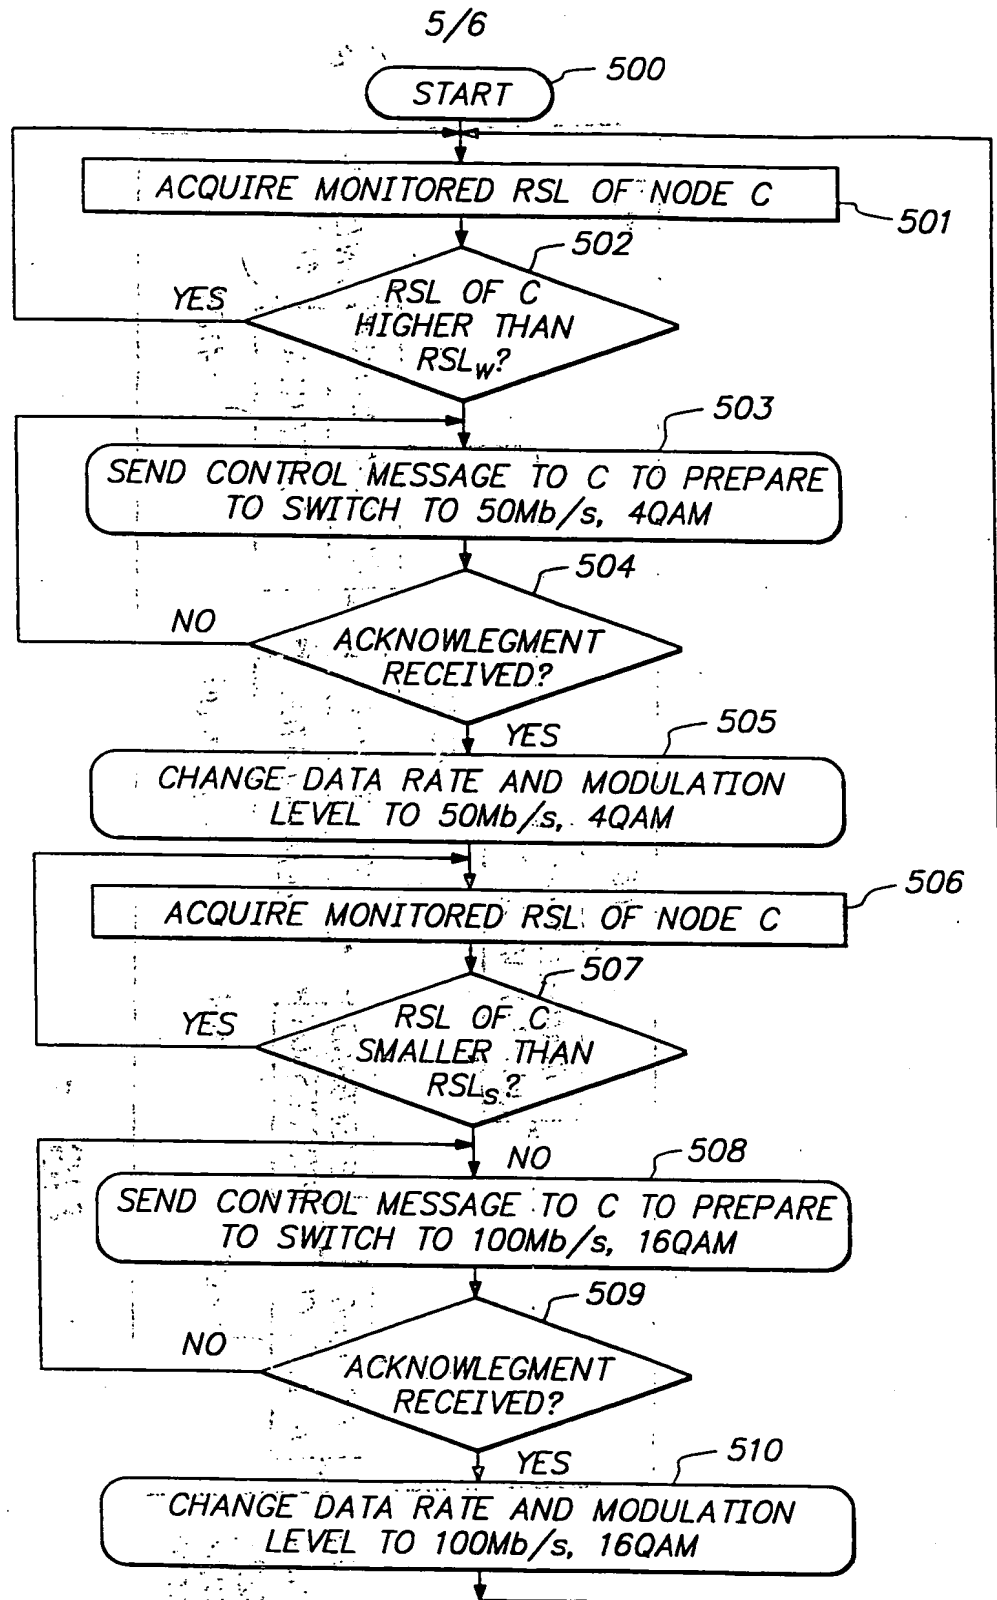 5/6
500
START
ACQUIRE MONITORED RSL OF NODE C
501
502
YES
RSL OF C
HIGHER THAN
RSLw?
503
SEND CONTROL MESSAGE TO C TO PREPARE
TO SWITCH TO 50Mb/s, 4QAM
504
NO
ACKNOWLEGMENT
RECEIVED?
YES
505
CHANGE DATA RATE AND MODULATION
LEVEL TO 50Mb/s, 4QAM
506
ACQUIRE MONITORED RSL OF NODE C
507
YES
RSL OF C
SMALLER THAN
RSLs?
NO
508
SEND CONTROL MESSAGE TO C TO PREPARE
TO SWITCH TO 100Mb/s, 16QAM
509
NO
ACKNOWLEGMENT
RECEIVED?
YES
510
CHANGE DATA RATE AND MODULATION
LEVEL TO 100Mb/s, 16QAM